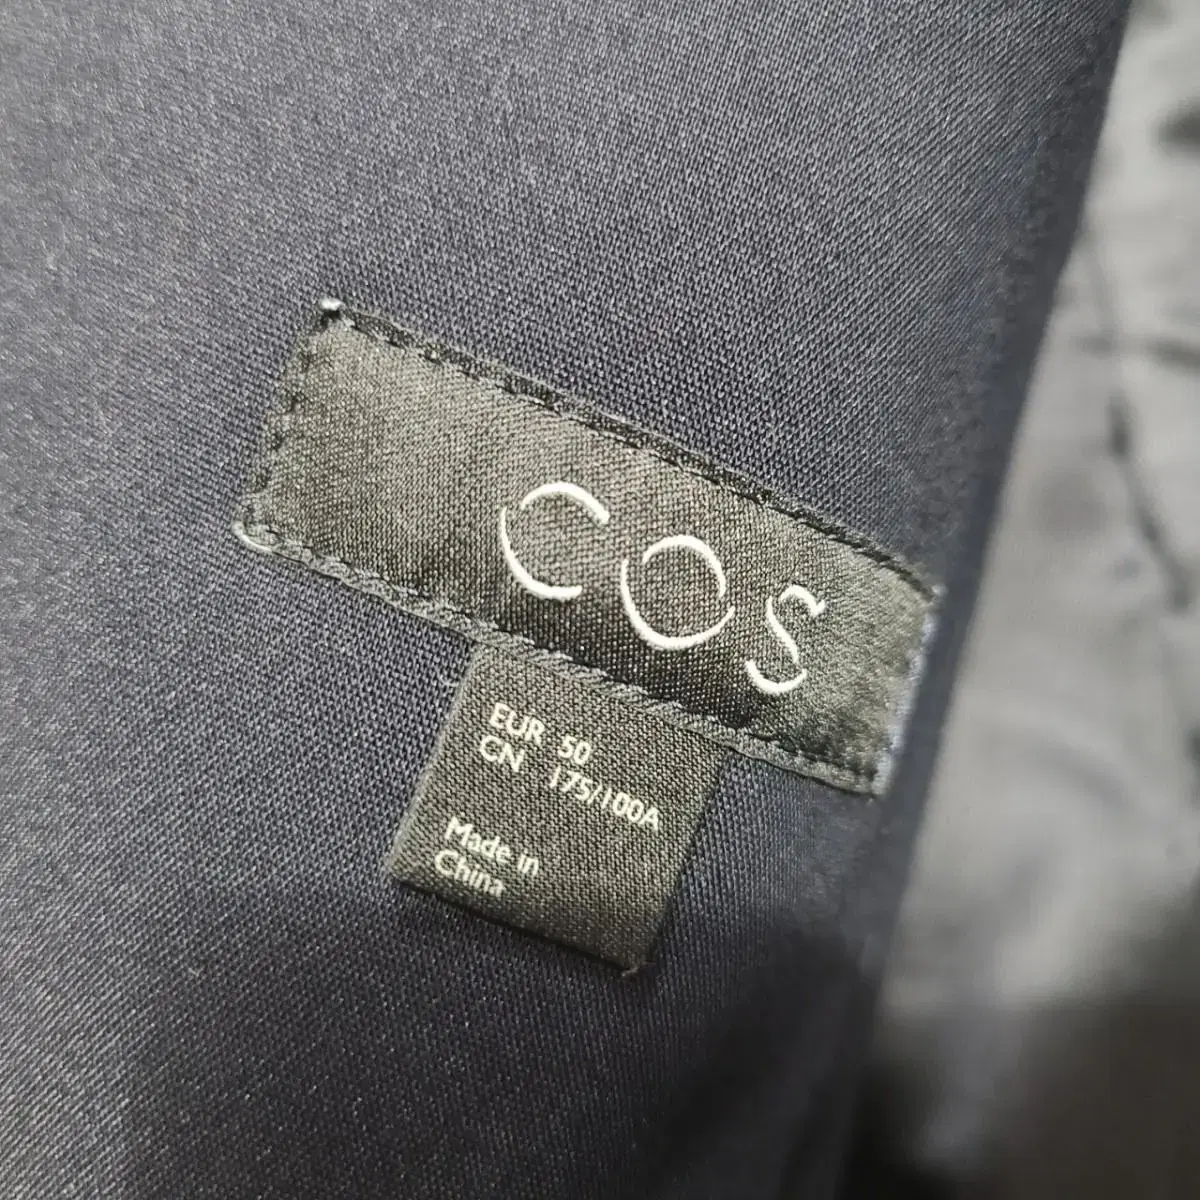 COS
EUR 50
CN 175/100A
Made in
China